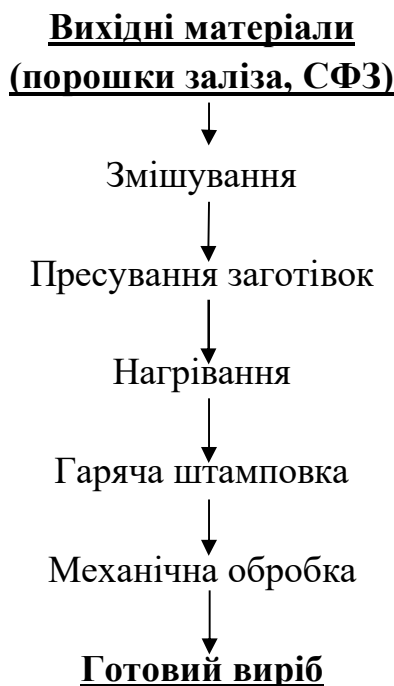 Вихідні матеріали
(порошки заліза, СФЗ)
Змішування
Пресування заготівок
Нагрівання
Гаряча штамповка
Механічна обробка
Готовий виріб